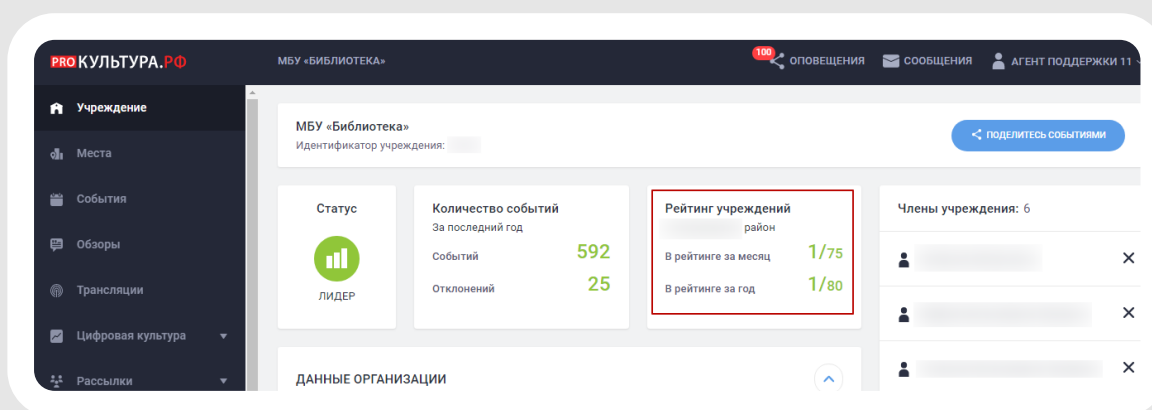 PRO КУЛЬТУРА.РФ
МБУ «БИБЛИОТЕКА»
100
ОПОВЕЩЕНИЯ
СООБЩЕНИЯ
АГЕНТ ПОДДЕРЖКИ 11
Учреждение
Места
События
Обзоры
Трансляции
Цифровая культура
Рассылки
МБУ «Библиотека»
Идентификатор учреждения:
ПОДЕЛИТЕСЬ СОБЫТИЯМИ
Статус
ЛИДЕР
Количество событий
За последний год
Событий 592
Отклонений 25
Рейтинг учреждений
район
В рейтинге за месяц 1/75
В рейтинге за год 1/80
Члены учреждения: 6
ДАННЫЕ ОРГАНИЗАЦИИ